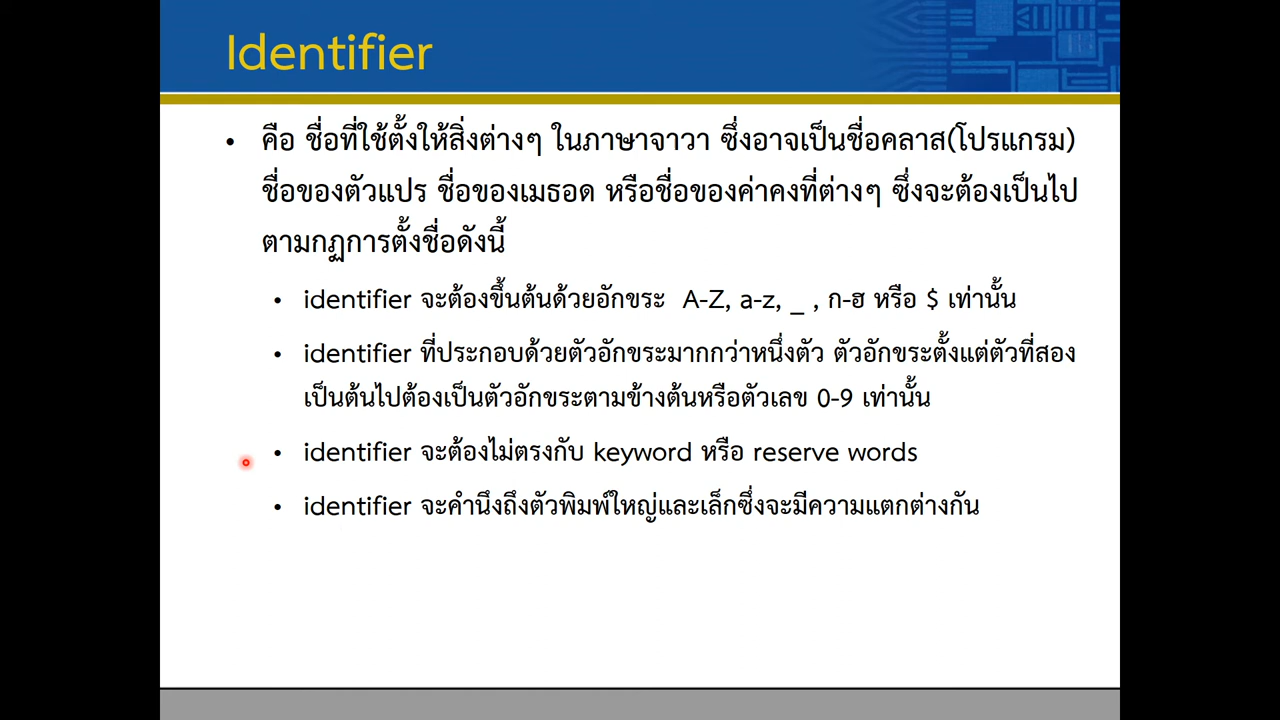 Identifier
• คือ ชื่อที่ใช้ตั้งให้สิ่งต่างๆ ในภาษาจาวา ซึ่งอาจเป็นชื่อคลาส(โปรแกรม)
ชื่อของตัวแปร ชื่อของเมธอด หรือชื่อของค่าคงที่ต่างๆ ซึ่งจะต้องเป็นไป
ตามกฏการตั้งชื่อดังนี้
• identifier จะต้องขึ้นต้นด้วยอักขระ A-Z, a-z, _ , ก-ฮ หรือ $ เท่านั้น
• identifier ที่ประกอบด้วยตัวอักขระมากกว่าหนึ่งตัว ตัวอักขระตั้งแต่ตัวที่สอง
เป็นต้นไปต้องเป็นตัวอักขระตามข้างต้นหรือตัวเลข 0-9 เท่านั้น
• identifier จะต้องไม่ตรงกับ keyword หรือ reserve words
• identifier จะคำนึงถึงตัวพิมพ์ใหญ่และเล็กซึ่งจะมีความแตกต่างกัน